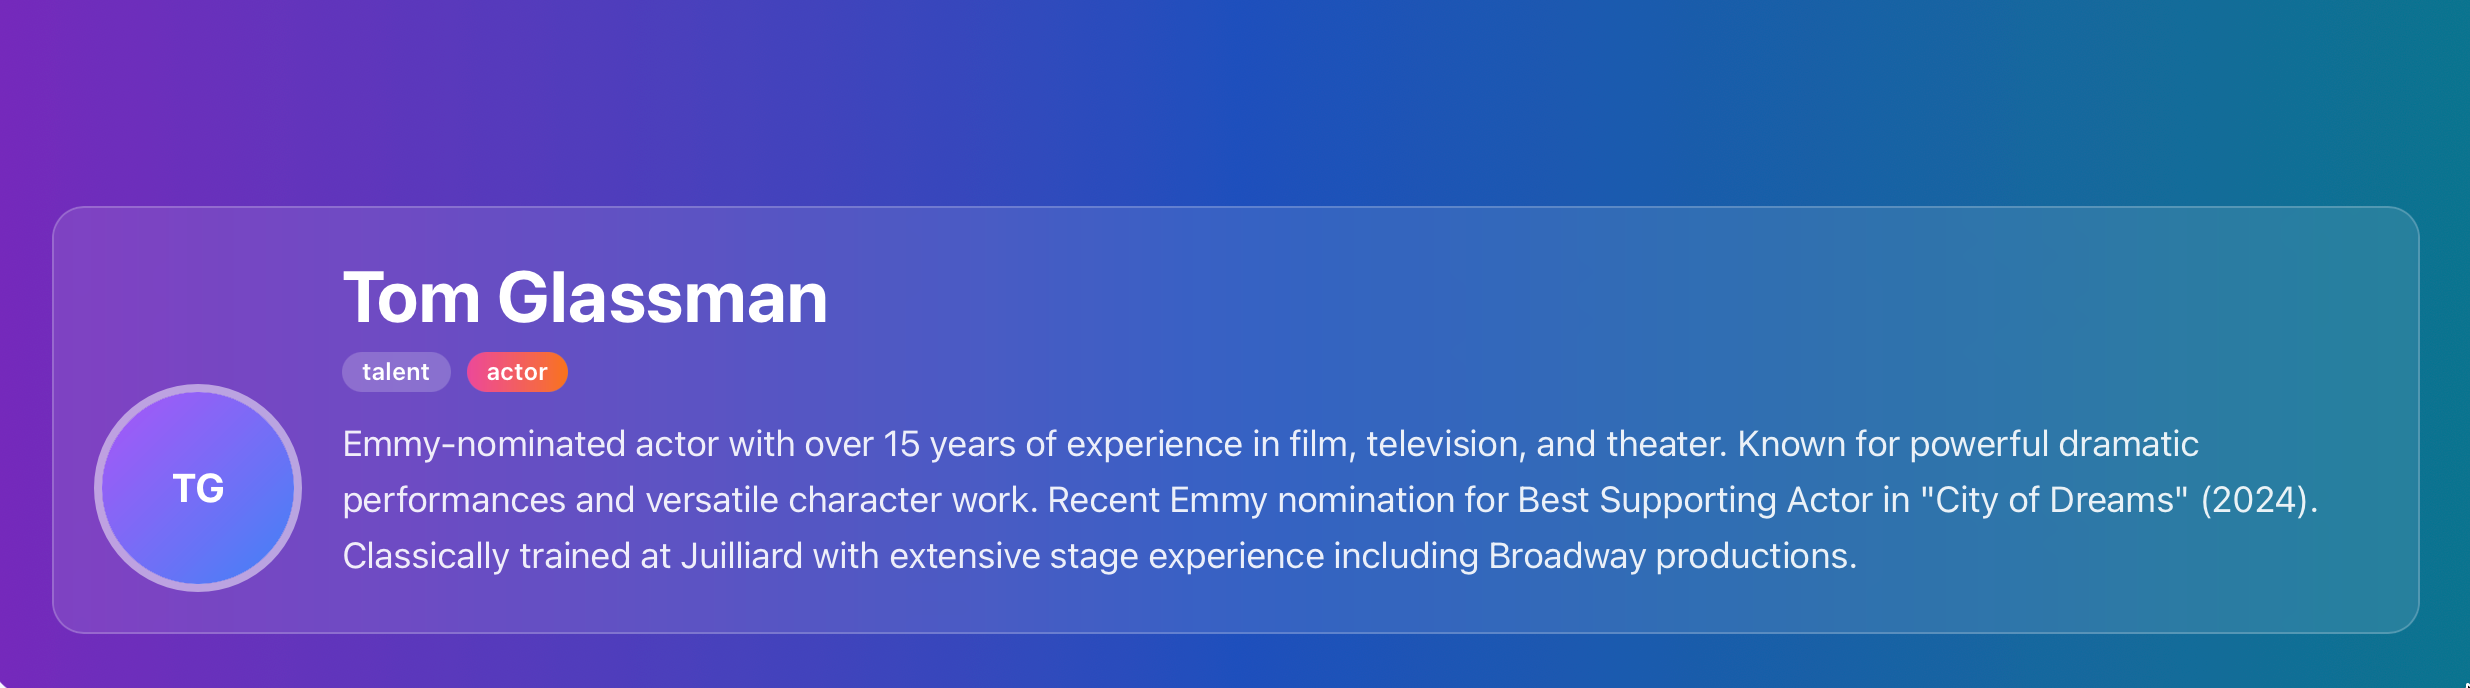 Tom Glassman
talent actor
TG
Emmy-nominated actor with over 15 years of experience in film, television, and theater. Known for powerful dramatic
performances and versatile character work. Recent Emmy nomination for Best Supporting Actor in "City of Dreams" (2024).
Classically trained at Juilliard with extensive stage experience including Broadway productions.